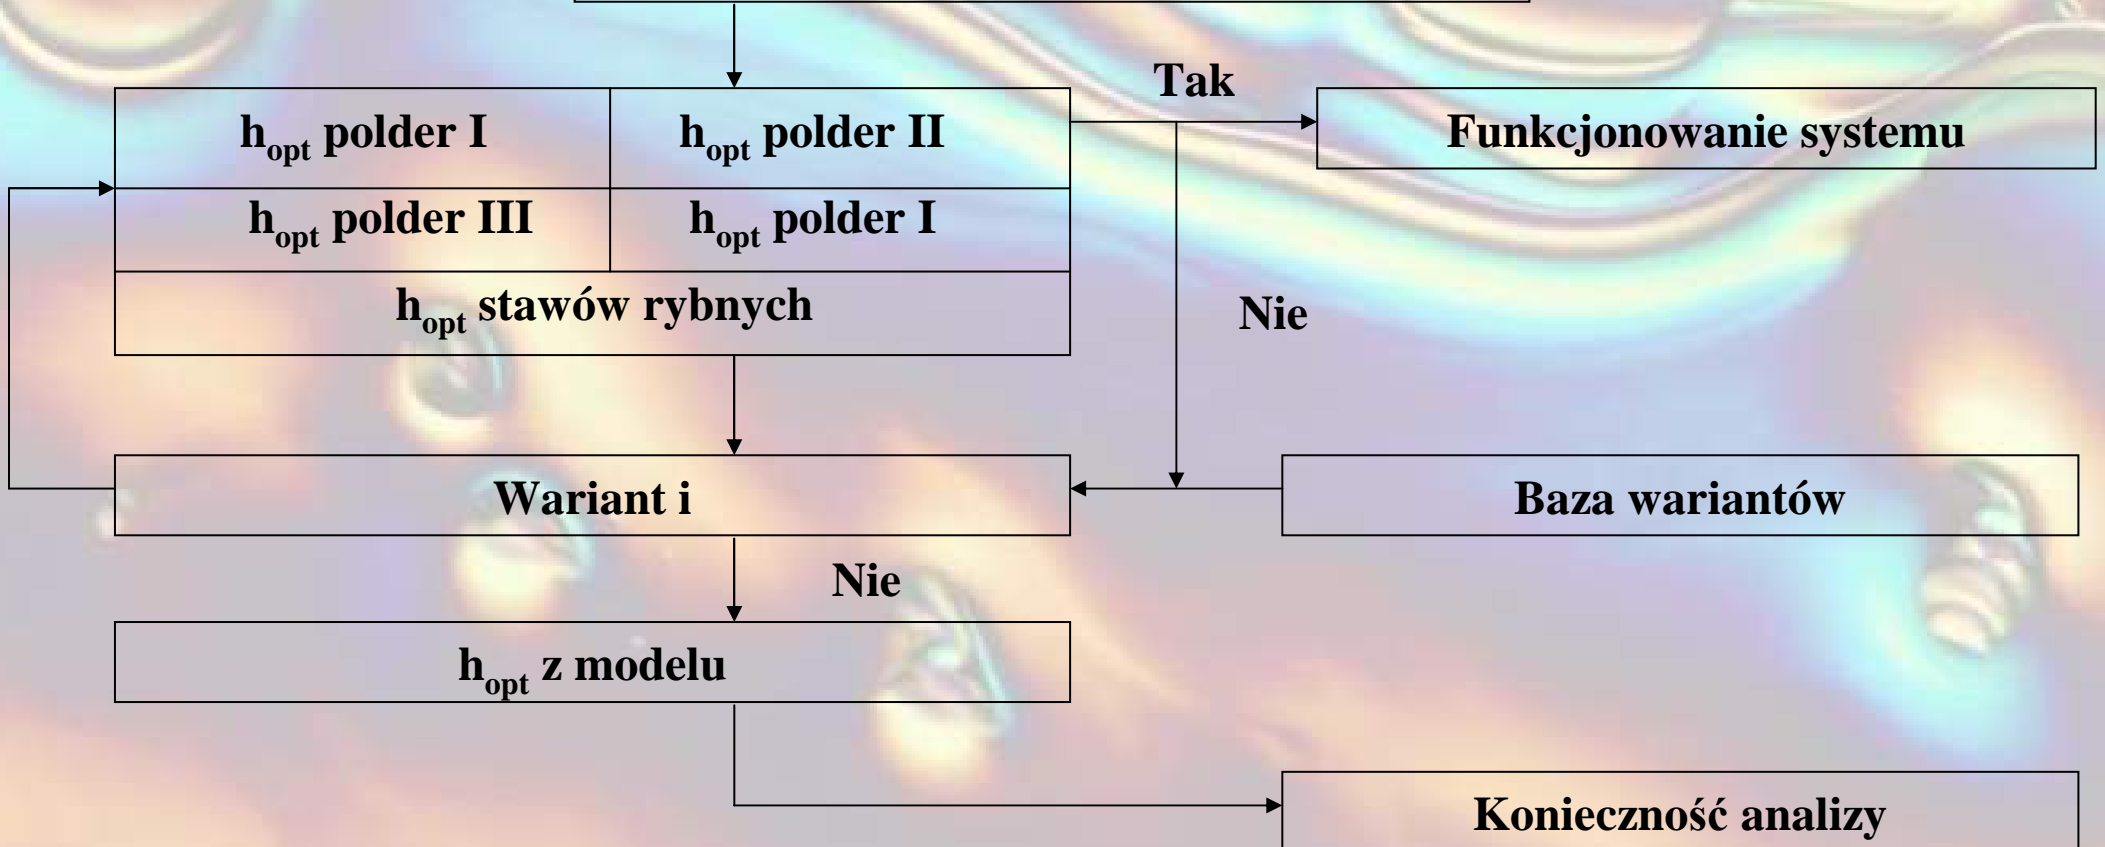 Tak
h_opt polder I
h_opt polder II
Funkcjonowanie systemu
h_opt polder III
h_opt polder I
h_opt stawów rybnych
Nie
Wariant i
Baza wariantów
Nie
h_opt z modelu
Konieczność analizy